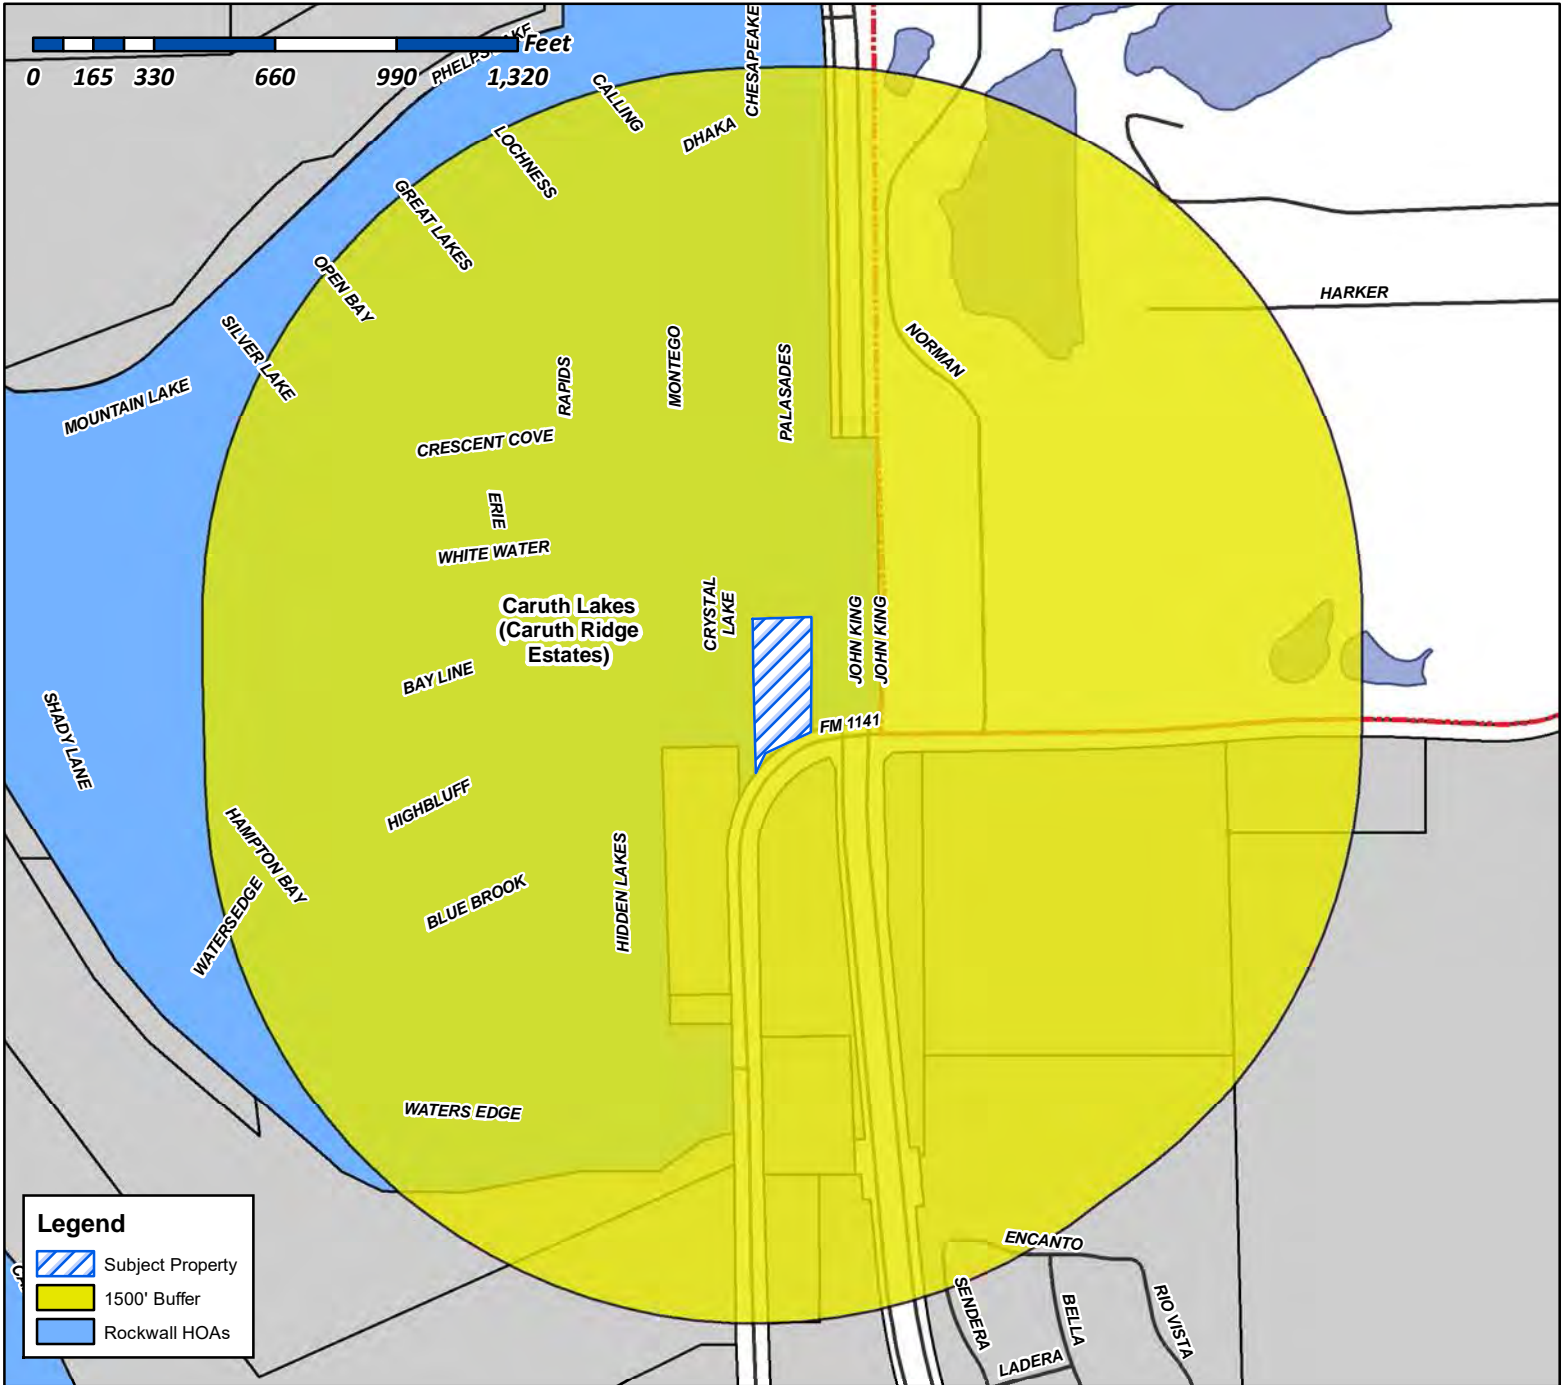 Feet
0 165 330 660 990 1,320
CHESAPEAKE
CALLING
DHAKA
LOCHNESS
GREAT LAKES
OPEN BAY
SILVER LAKE
MOUNTAIN LAKE
HARKER
NORMAN
RAPIDS
MONTEGO
PALASADES
CRESCENT COVE
ERIE
WHITE WATER
Caruth Lakes
(Caruth Ridge
Estates)
CRYSTAL
LAKE
JOHN KING
JOHN KING
BAY LINE
SHADY LANE
FM 1141
HIGHBLUFF
HAMPTON BAY
HIDDEN LAKES
BLUE BROOK
WATERSEDGE
WATERS EDGE
ENCANTO
SENDERA
BELLA
RIO VISTA
LADERA
Legend
Subject Property
1500' Buffer
Rockwall HOAs